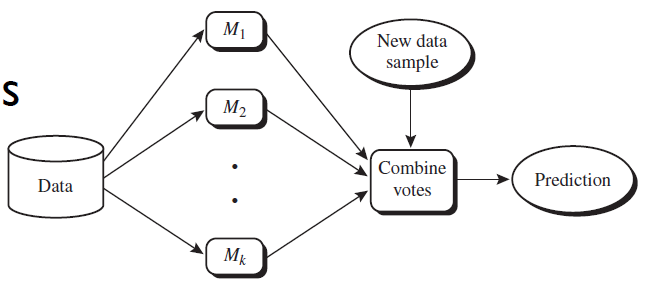 s
M1
New data
sample
M2
Data
Combine
votes
Prediction
Mk